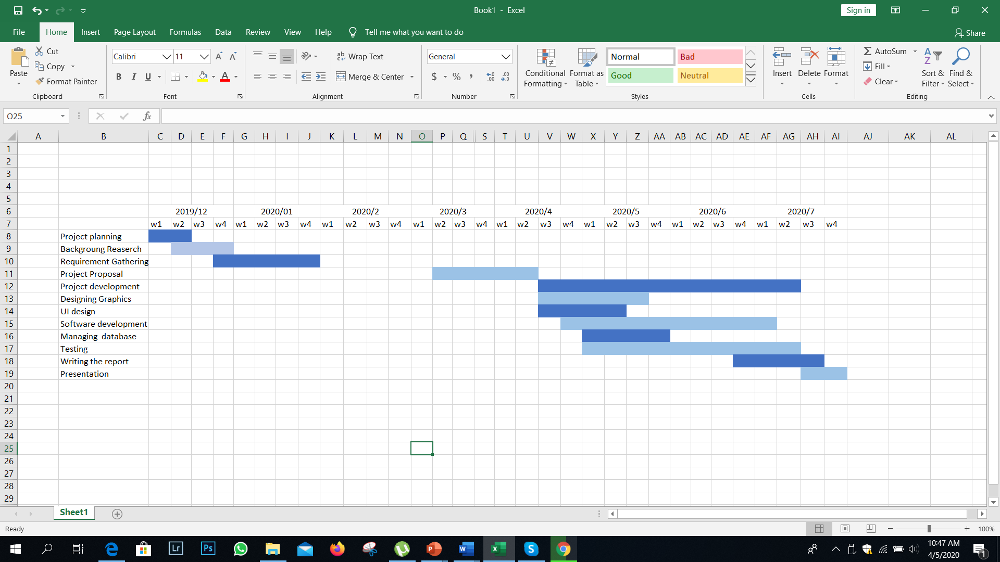 Book1 - Excel
Sign in
File Home Insert Page Layout Formulas Data Review View Help Tell me what you want to do
Share
Paste
Cut
Copy
Format Painter
Clipboard
Calibri 11
B I U
Font
Wrap Text
Merge & Center
Alignment
General
$ % ,
Number
Conditional Formatting
Format as Table
Normal Bad
Good Neutral
Styles
Insert Delete Format
Cells
AutoSum
Fill
Clear
Sort & Filter
Find & Select
Editing
O25
fx
A B C D E F G H I J K L M N O P Q S T U V W X Y Z AA AB AC AD AE AF AG AH AI AJ AK AL
1
2
3
4
5
6 2019/12 2020/01 2020/2 2020/3 2020/4 2020/5 2020/6 2020/7
7 w1 w2 w3 w4 w1 w2 w3 w4 w1 w2 w3 w4 w1 w2 w3 w4 w1 w2 w3 w4 w1 w2 w3 w4 w1 w2 w3 w4 w1 w2 w3 w4
8 Project planning
9 Backgroung Reaserch
10 Requirement Gathering
11 Project Proposal
12 Project development
13 Designing Graphics
14 UI design
15 Software development
16 Managing database
17 Testing
18 Writing the report
19 Presentation
20
21
22
23
24
25
26
27
28
29
Sheet1
Ready
100%
10:47 AM
4/5/2020
1